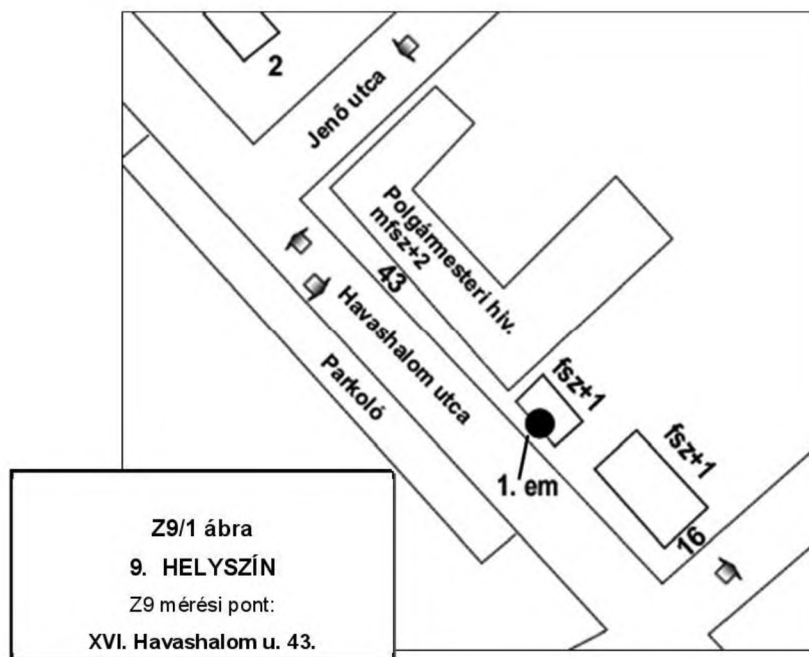 2
Jenő utca
Polgármesteri hív.
mfsz+2
43
Havashalom utca
Parkoló
fsz+1
fsz+1
1. em
16
Z9/1 ábra
9. HELYSZÍN
Z9 mérési pont:
XVI. Havashalom u. 43.